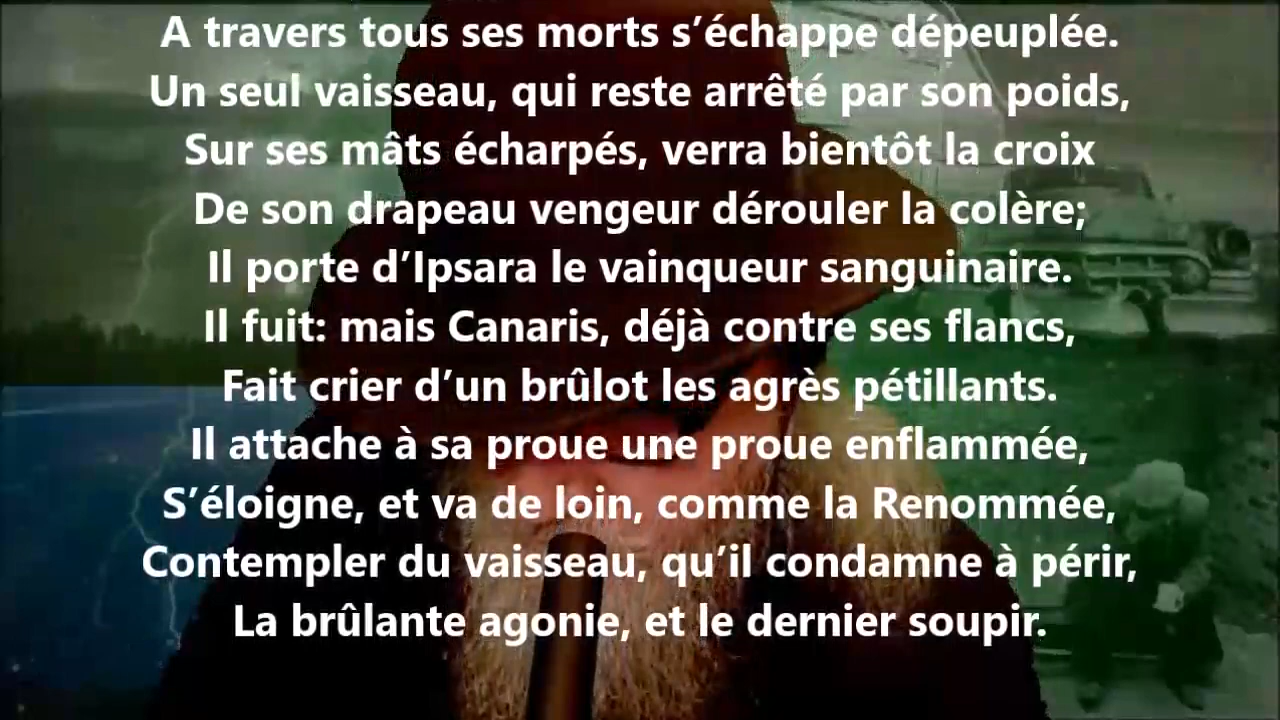 A travers tous ses morts s’échappe dépeuplée.
Un seul vaisseau, qui reste arrêté par son poids,
Sur ses mâts écharpés, verra bientôt la croix
De son drapeau vengeur dérouler la colère;
Il porte d’Ipsara le vainqueur sanguinaire.
Il fuit: mais Canaris, déjà contre ses flancs,
Fait crier d’un brûlot les agrès pétillants.
Il attache à sa proue une proue enflammée,
S’éloigne, et va de loin, comme la Renommée,
Contempler du vaisseau, qu’il condamne à périr,
La brûlante agonie, et le dernier soupir.